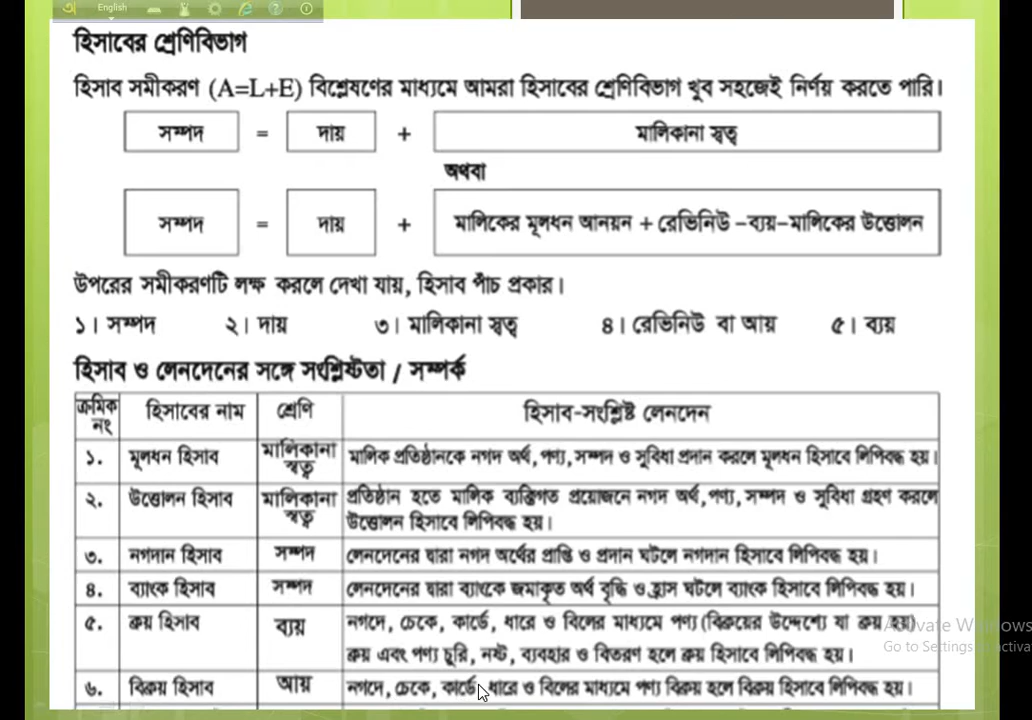 English
হিসাবের শ্রেণিবিভাগ
হিসাব সমীকরণ (A=L+E) বিশ্লেষণের মাধ্যমে আমরা হিসাবের শ্রেণিবিভাগ খুব সহজেই নির্ণয় করতে পারি।
সম্পদ = দায় + মালিকানা স্বত্ব
অথবা
সম্পদ = দায় + মালিকের মূলধন আনয়ন + রেভিনিউ –ব্যয়–মালিকের উত্তোলন
উপরের সমীকরণটি লক্ষ করলে দেখা যায়, হিসাব পাঁচ প্রকার।
১। সম্পদ ২। দায় ৩। মালিকানা স্বত্ব ৪। রেভিনিউ বা আয় ৫। ব্যয়
হিসাব ও লেনদেনের সঙ্গে সংশ্লিষ্টতা / সম্পর্ক
ক্রমিক নং হিসাবের নাম শ্রেণি হিসাব-সংশ্লিষ্ট লেনদেন
১. মূলধন হিসাব মালিকানা স্বত্ব মালিক প্রতিষ্ঠানকে নগদ অর্থ, পণ্য, সম্পদ ও সুবিধা প্রদান করলে মূলধন হিসাবে লিপিবদ্ধ হয়।
২. উত্তোলন হিসাব মালিকানা স্বত্ব প্রতিষ্ঠান হতে মালিক ব্যক্তিগত প্রয়োজনে নগদ অর্থ, পণ্য, সম্পদ ও সুবিধা গ্রহণ করলে
উত্তোলন হিসাবে লিপিবদ্ধ হয়।
৩. নগদান হিসাব সম্পদ লেনদেনের দ্বারা নগদ অর্থের প্রাপ্তি ও প্রদান ঘটলে নগদান হিসাবে লিপিবদ্ধ হয়।
৪. ব্যাংক হিসাব সম্পদ লেনদেনের দ্বারা ব্যাংকে জমাকৃত অর্থ বৃদ্ধি ও হ্রাস ঘটলে ব্যাংক হিসাবে লিপিবদ্ধ হয়।
৫. ক্রয় হিসাব ব্যয় নগদে, চেকে, কার্ডে, ধারে ও বিলের মাধ্যমে পণ্য (বিক্রয়ের উদ্দেশ্যে যা ক্রয় হয়)
ক্রয় এবং পণ্য চুরি, নষ্ট, ব্যবহার ও বিতরণ হলে ক্রয় হিসাবে লিপিবদ্ধ হয়।
৬. বিক্রয় হিসাব আয় নগদে, চেকে, কার্ডে, ধারে ও বিলের মাধ্যমে পণ্য বিক্রয় হলে বিক্রয় হিসাবে লিপিবদ্ধ হয়।
Activate Windows
Go to Settings